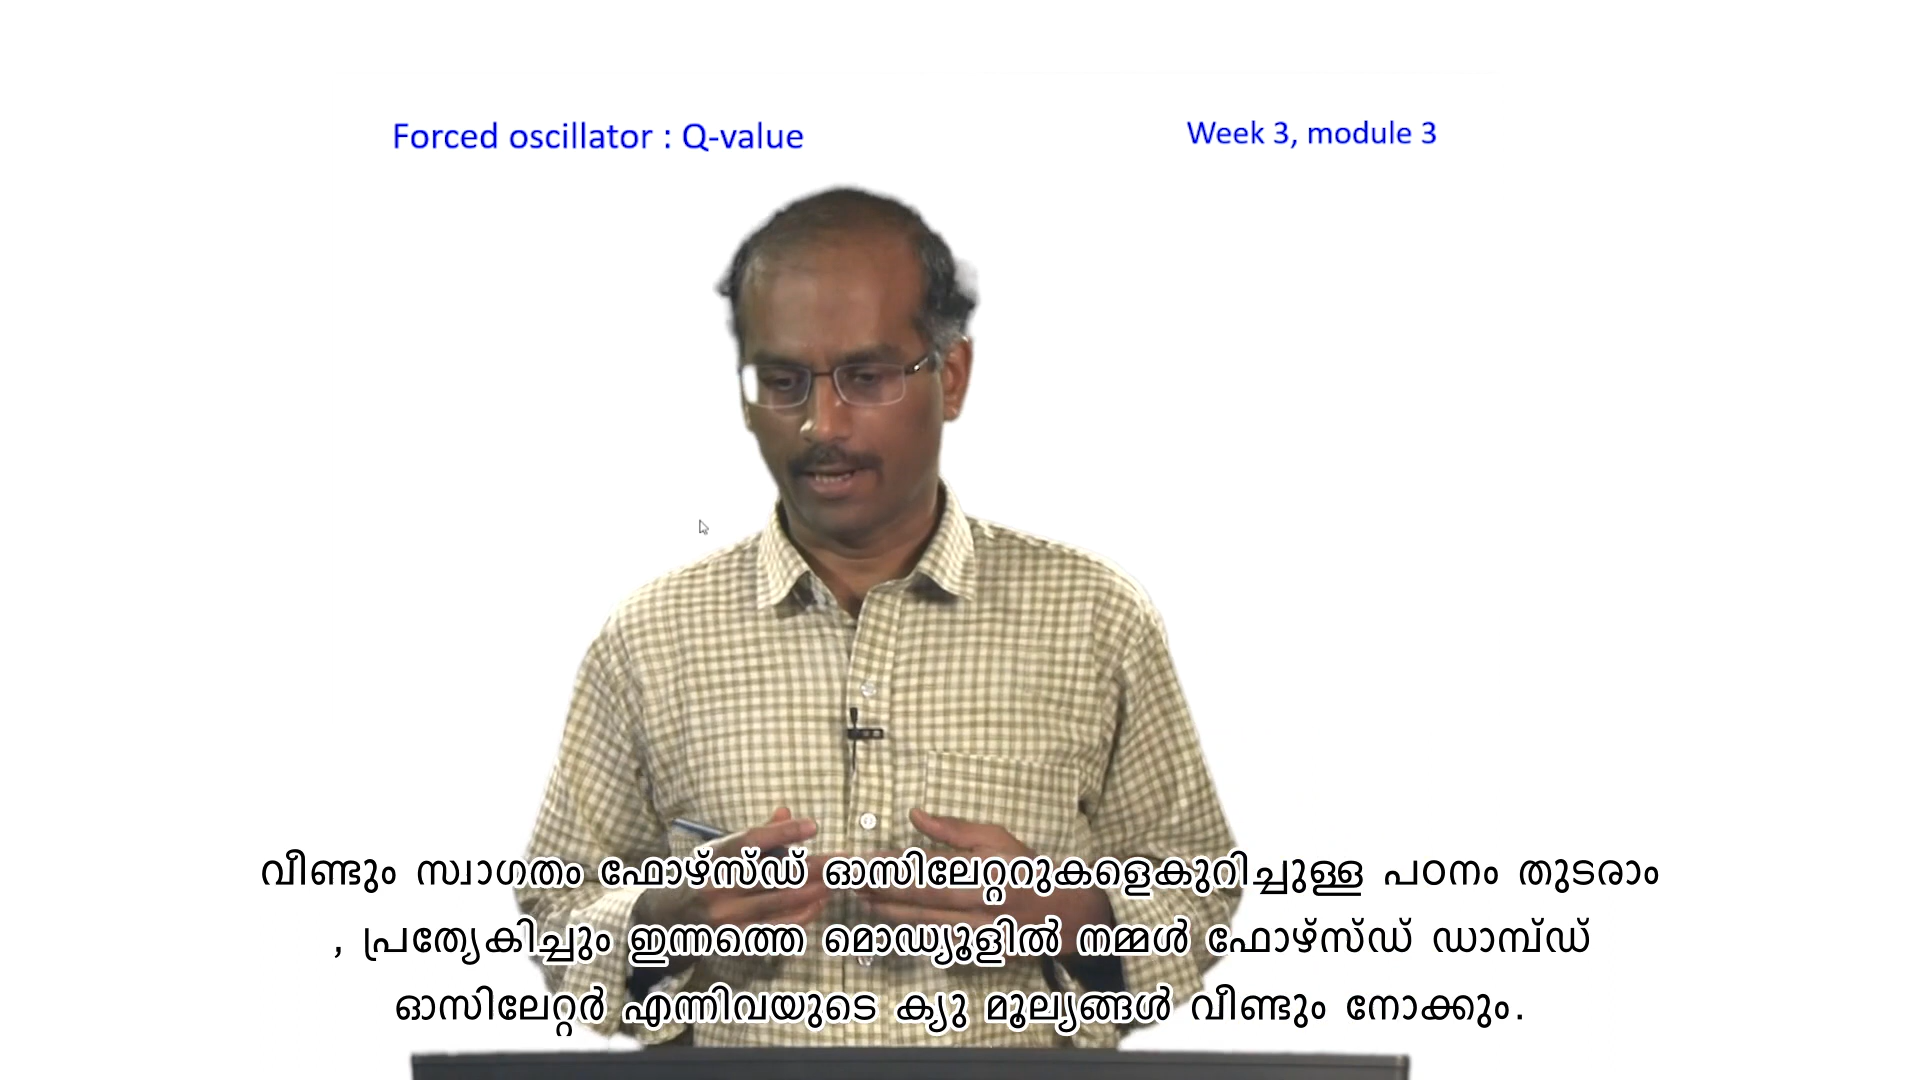 Forced oscillator : Q-value
Week 3, module 3
വീണ്ടും സ്വാഗതം ഫോഴ്സ്ഡ് ഓസിലേറ്ററുകളെകുറിച്ചുള്ള പഠനം തുടരാം
, പ്രത്യേകിച്ചും ഇന്നത്തെ മൊഡ്യൂളിൽ നമ്മൾ ഫോഴ്സ്ഡ് ഡാമ്പ്ഡ്
ഓസിലേറ്റർ എന്നിവയുടെ ക്യു മൂല്യങ്ങൾ വീണ്ടും നോക്കും.